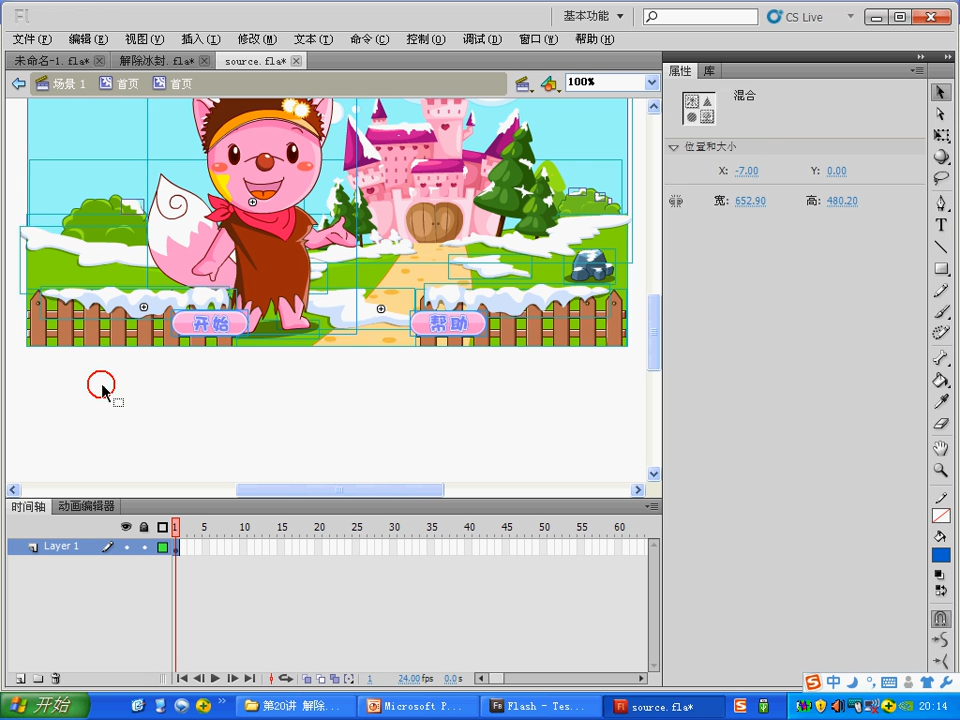 Fl
基本功能
CS Live
文件(F) 编辑(E) 视图(V) 插入(I) 修改(M) 文本(T) 命令(C) 控制(O) 调试(D) 窗口(W) 帮助(H)
未命名-1.fla* 解除冰封.fla* source.fla*
场景 1 首页 首页 100%
属性 库
混合
位置和大小
X: -7.00 Y: 0.00
宽: 652.90 高: 480.20
开始 帮助
时间轴 动画编辑器
1 5 10 15 20 25 30 35 40 45 50 55 60
Layer 1
1 24.00 fps 0.0 s
中
开始 第20讲 解除... Microsoft P... Flash - Tes... source.fla* 20:14